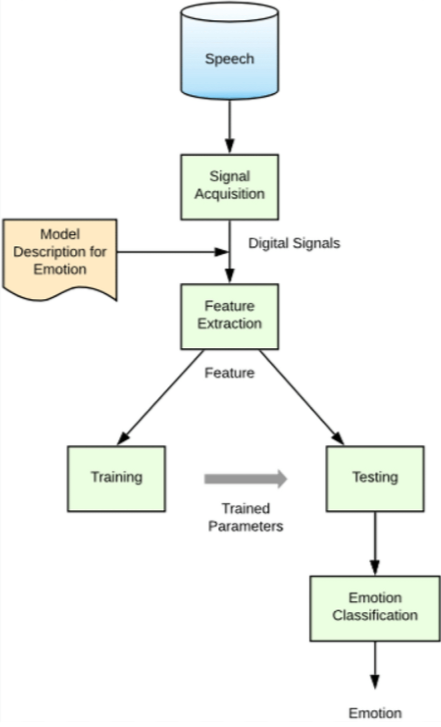 Speech
Signal
Acquisition
Model
Description for
Emotion
Digital Signals
Feature
Extraction
Feature
Training
Testing
Trained
Parameters
Emotion
Classification
Emotion